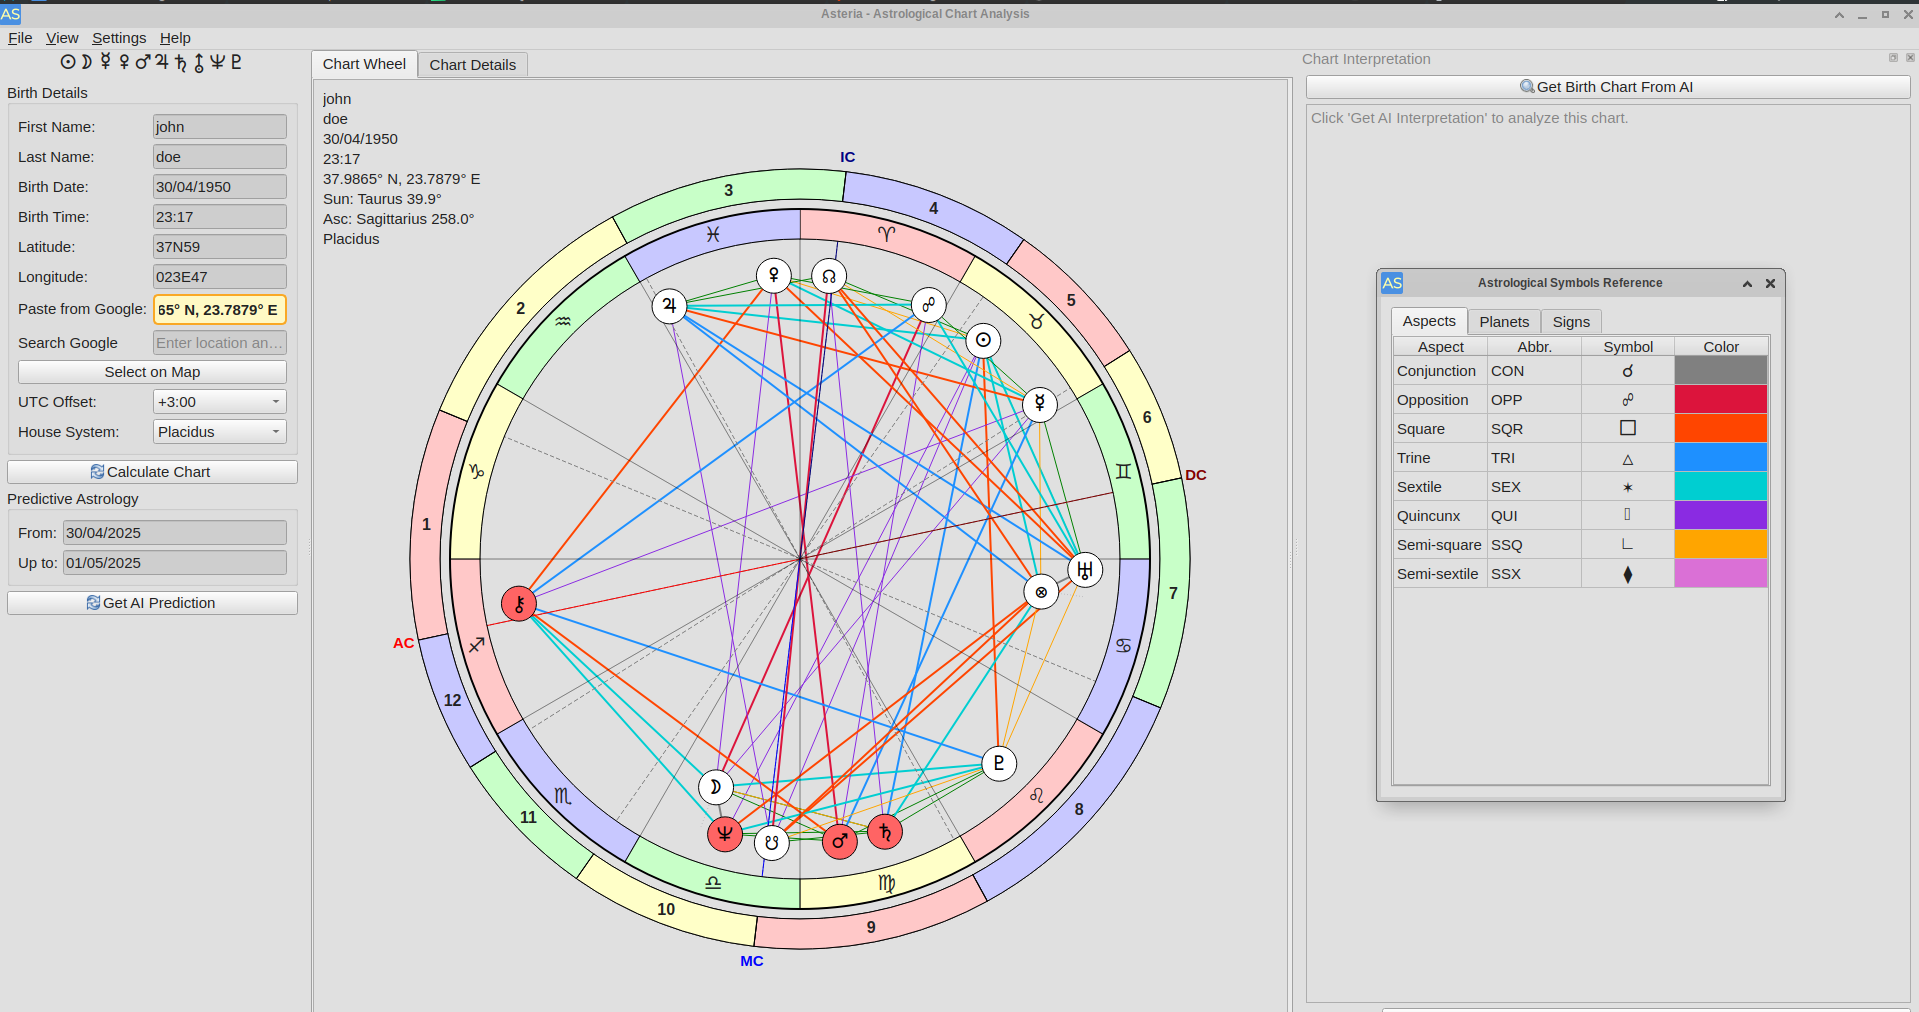 AS
Asteria - Astrological Chart Analysis
File View Settings Help
☉☽☿♀♂♃♄⛢♆♇
Birth Details
First Name: john
Last Name: doe
Birth Date: 30/04/1950
Birth Time: 23:17
Latitude: 37N59
Longitude: 023E47
Paste from Google: 65° N, 23.7879° E
Search Google Enter location an…
Select on Map
UTC Offset: +3:00
House System: Placidus
Calculate Chart
Predictive Astrology
From: 30/04/2025
Up to: 01/05/2025
Get AI Prediction
Chart Wheel Chart Details
john
doe
30/04/1950
23:17
37.9865° N, 23.7879° E
Sun: Taurus 39.9°
Asc: Sagittarius 258.0°
Placidus
IC
3
4
♓ ♈
2
5
♀ ☊
♃ ☍
♒ ♉
☉
☿
6
♑ ♊
DC
1
♅
⊗
7
⚷
AC
♐ ♋
12
♇
☽
♏ ♌
11
8
♆ ☋ ♂ ♄
♎ ♍
10
9
MC
Chart Interpretation
Get Birth Chart From AI
Click 'Get AI Interpretation' to analyze this chart.
AS
Astrological Symbols Reference
Aspects Planets Signs
Aspect Abbr. Symbol Color
Conjunction CON ☌
Opposition OPP ☍
Square SQR □
Trine TRI △
Sextile SEX ✶
Quincunx QUI
Semi-square SSQ ∟
Semi-sextile SSX ⧫